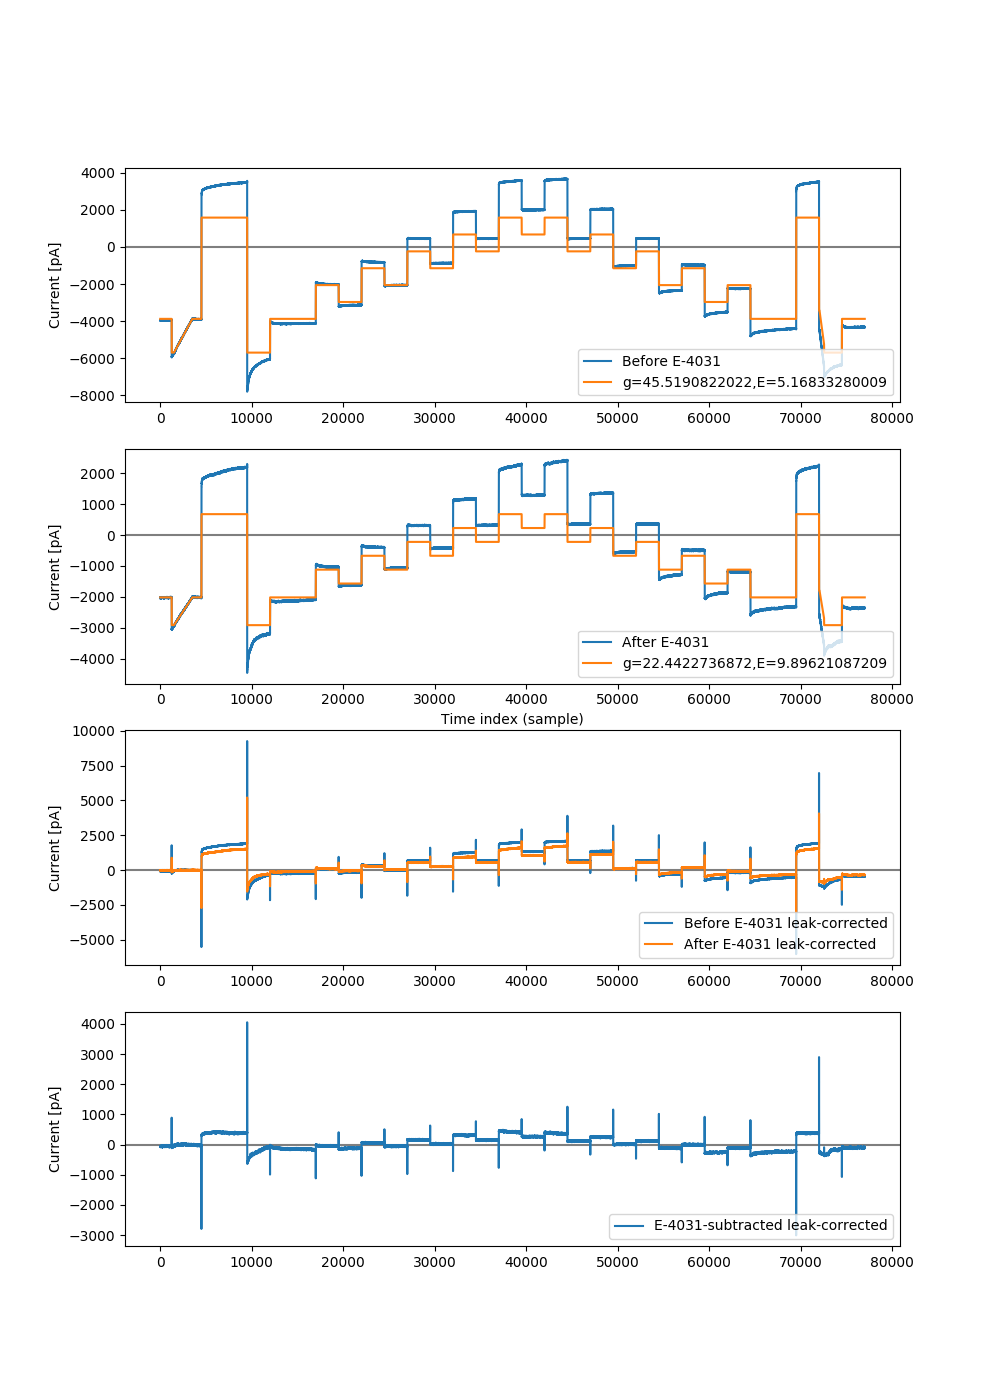 4000
2000
0
−2000
−4000
−6000
−8000
Current [pA]
Before E-4031
g=45.5190822022,E=5.16833280009
0 10000 20000 30000 40000 50000 60000 70000 80000
2000
1000
0
−1000
−2000
−3000
−4000
Current [pA]
After E-4031
g=22.4422736872,E=9.89621087209
0 10000 20000 30000 40000 50000 60000 70000 80000
Time index (sample)
10000
7500
5000
2500
0
−2500
−5000
Current [pA]
Before E-4031 leak-corrected
After E-4031 leak-corrected
0 10000 20000 30000 40000 50000 60000 70000 80000
4000
3000
2000
1000
0
−1000
−2000
−3000
Current [pA]
E-4031-subtracted leak-corrected
0 10000 20000 30000 40000 50000 60000 70000 80000